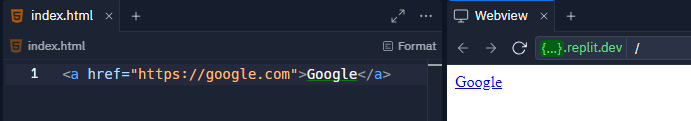 index.html
Webview
index.html
Format
{...}.replit.dev /
1 <a href="https://google.com">Google</a>
Google